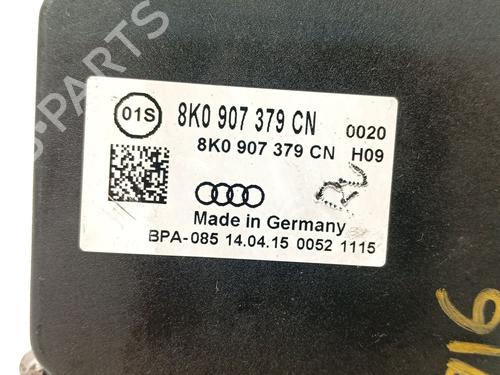 01S
8K0 907 379 CN 0020
8K0 907 379 CN H09
Made in Germany
BPA-085 14.04.15 0052 1115
916